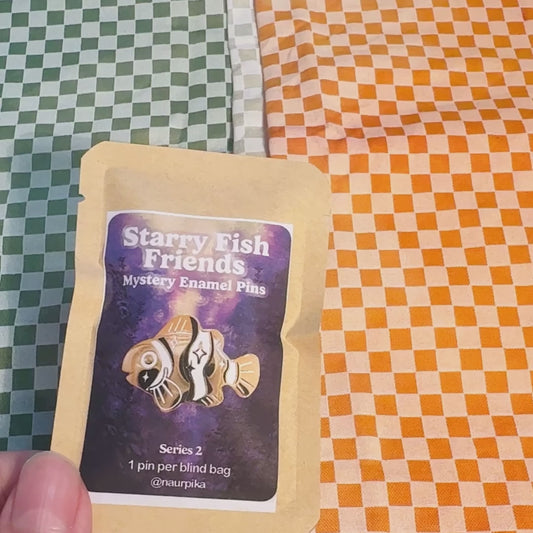 Starry Fish
Friends
Mystery Enamel Pins
Series 2
1 pin per blind bag
@naurpika